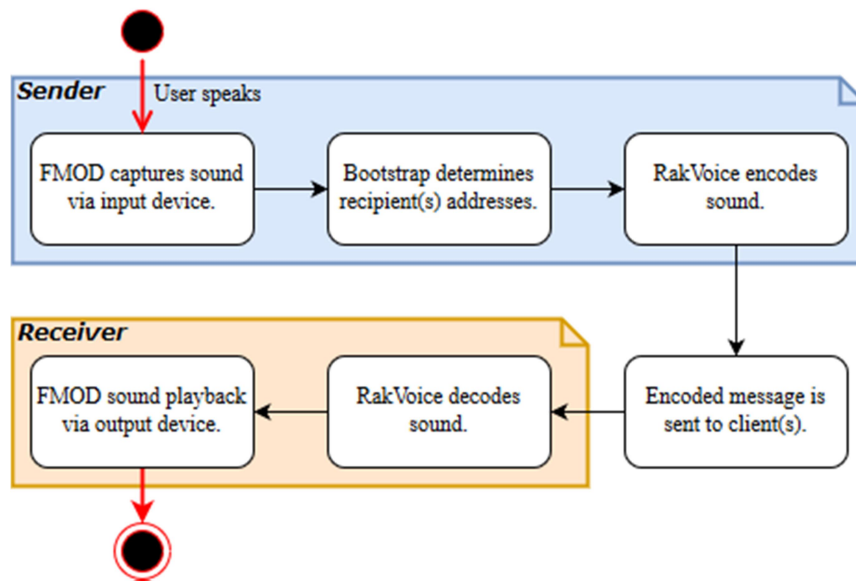 Sender
User speaks
FMOD captures sound
via input device.
Bootstrap determines
recipient(s) addresses.
RakVoice encodes
sound.
Receiver
FMOD sound playback
via output device.
RakVoice decodes
sound.
Encoded message is
sent to client(s).